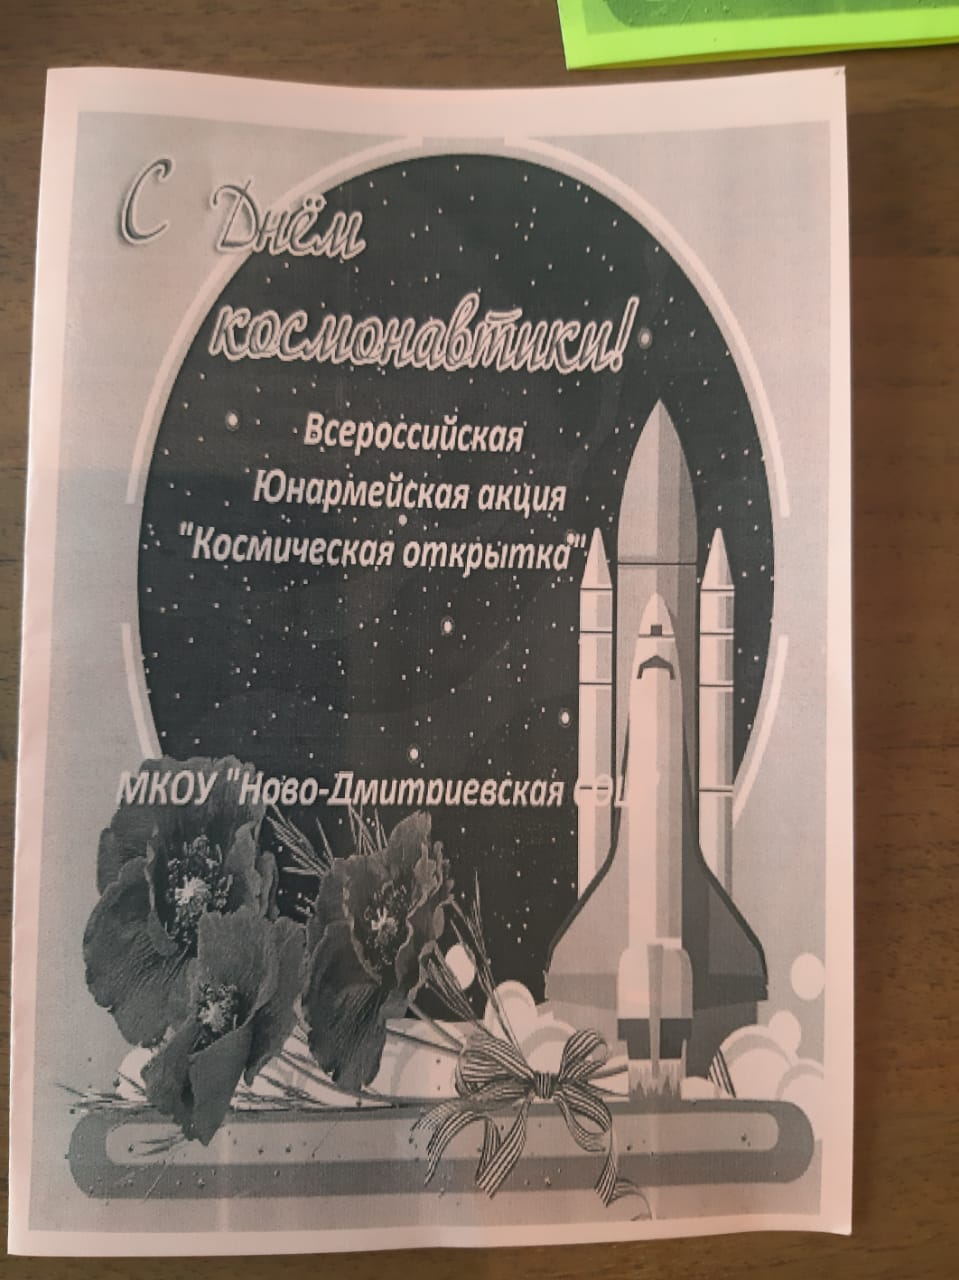 С Днём
космонавтики!
Всероссийская
Юнармейская акция
"Космическая открытка"
МКОУ "Ново-Дмитриевская